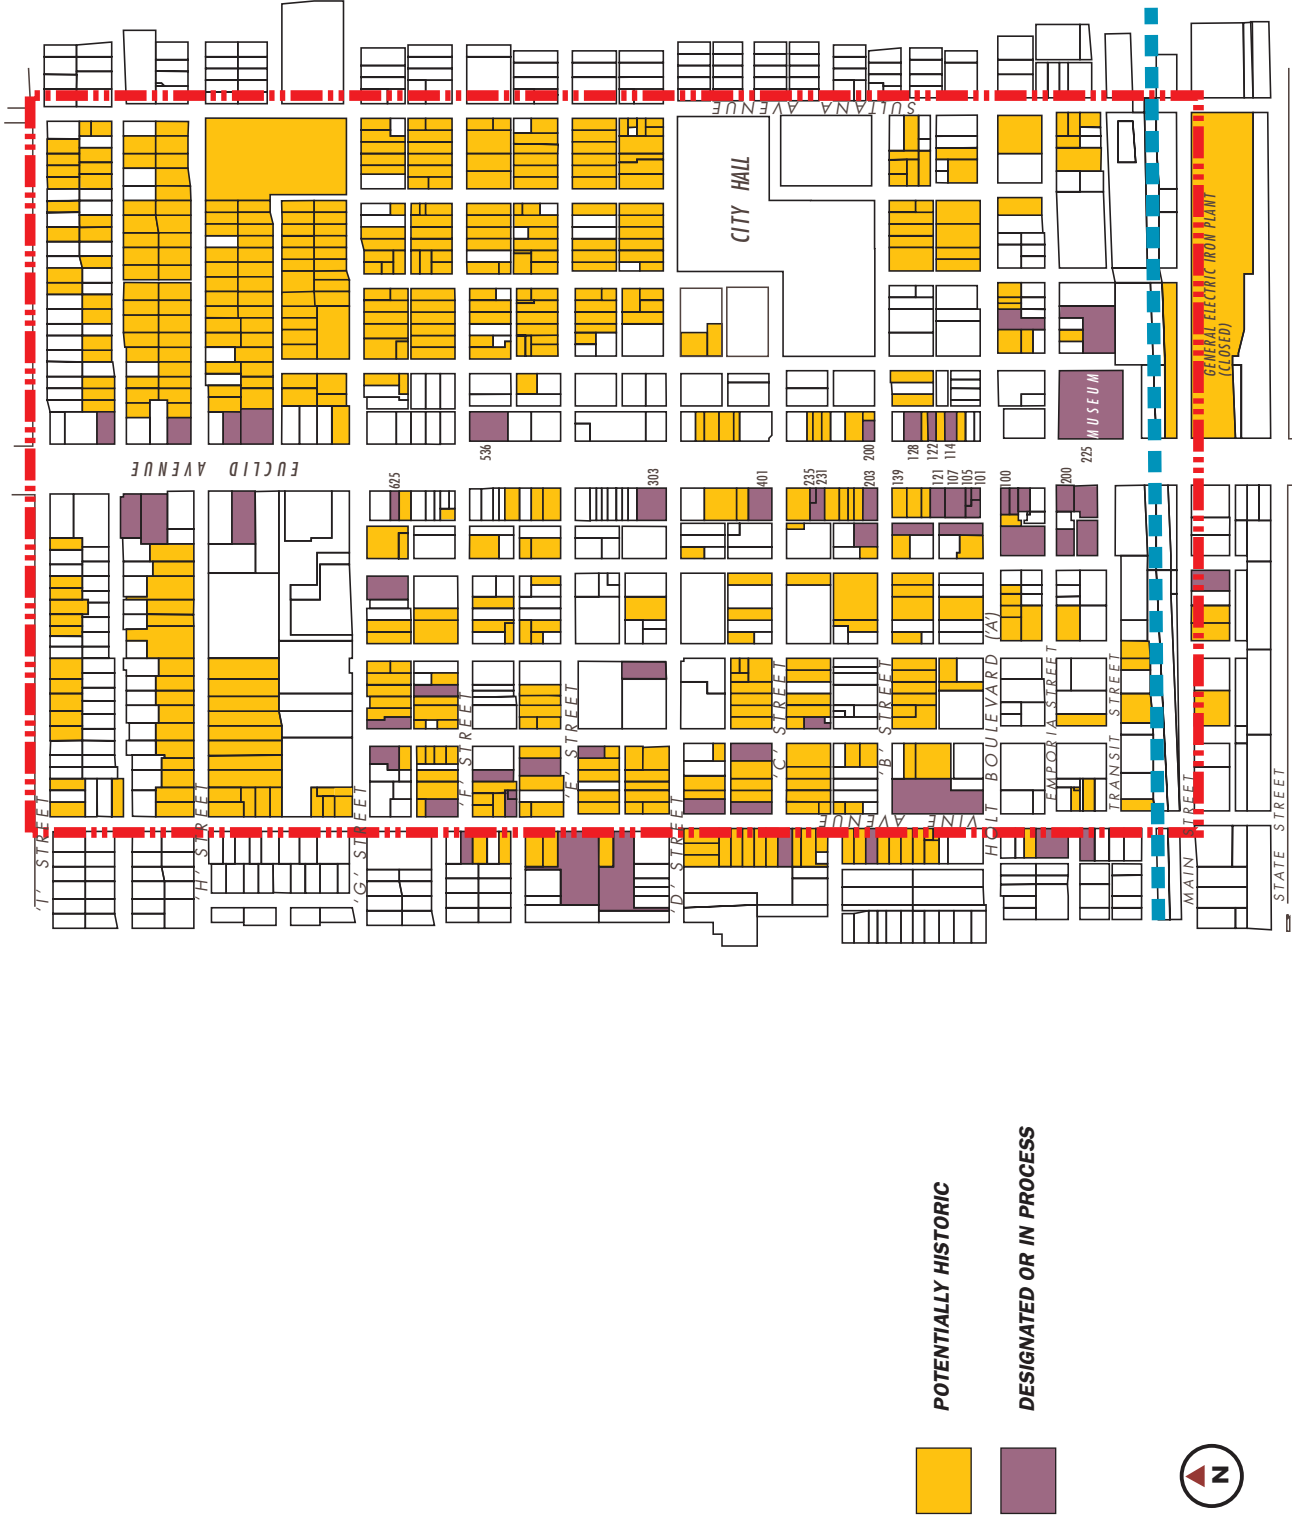 SULTANA AVENUE
CITY HALL
GENERAL ELECTRIC IRON PLANT
(CLOSED)
MUSEUM
EUCLID AVENUE
536
200
128
122
114
225
625
303
401
235
231
203
139
121
107
105
101
100
200
'I' STREET
'H' STREET
'G' STREET
'F' STREET
'E' STREET
'D' STREET
'C' STREET
'B' STREET
HOLT BOULEVARD ('A')
EMPORIA STREET
TRANSIT STREET
MAIN STREET
STATE STREET
VINE AVENUE
POTENTIALLY HISTORIC
DESIGNATED OR IN PROCESS
N